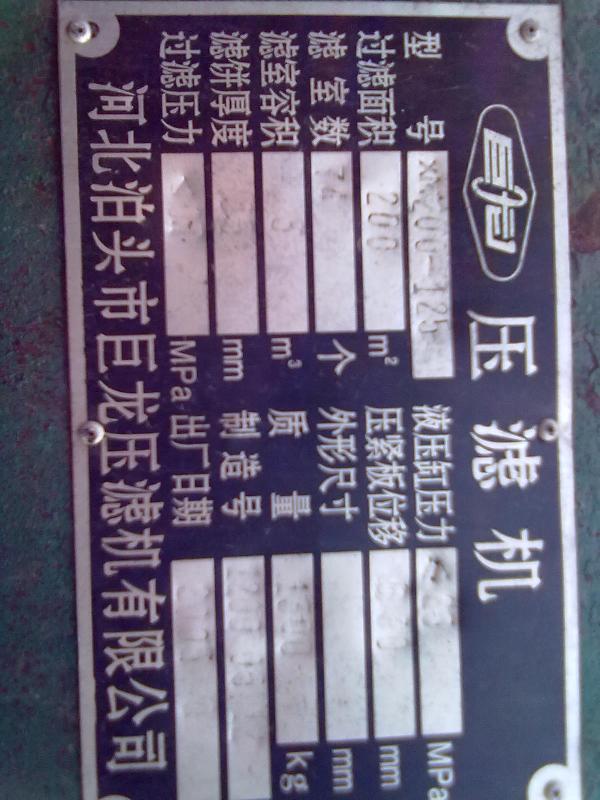 压滤机
型号 200-125
过滤面积 200 m²
滤室数 个
滤室容积 3 m³
滤饼厚度 mm
过滤压力 MPa
液压缸压力 MPa
压紧板位移 mm
外形尺寸 mm
质量 kg
制造号
出厂日期
河北泊头市巨龙压滤机有限公司